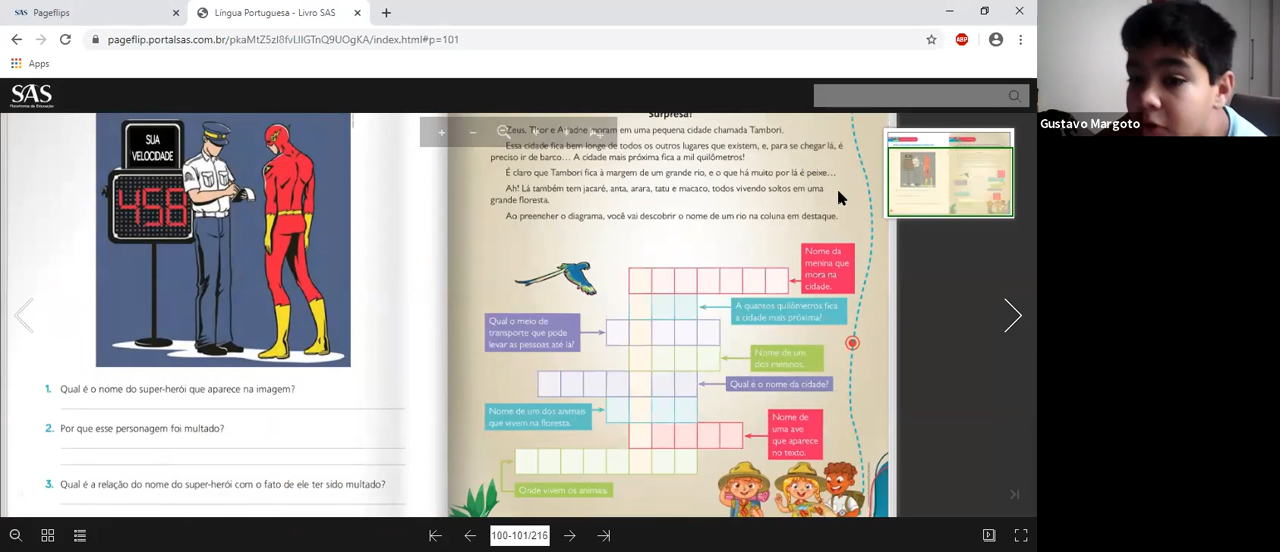 SAS Pageflips
Língua Portuguesa - Livro SAS
pageflip.portalsas.com.br/pkaMtZ5zI8fvLIIGTnQ9UOgKA/index.html#p=101
ABP
Apps
SAS
Plataforma de Educação
Gustavo Margoto
SUA
VELOCIDADE
455
1. Qual é o nome do super-herói que aparece na imagem?
2. Por que esse personagem foi multado?
3. Qual é a relação do nome do super-herói com o fato de ele ter sido multado?
Surpresa!
Zeus, Thor e Ariadne moram em uma pequena cidade chamada Tambori.
Essa cidade fica bem longe de todos os outros lugares que existem, e, para se chegar lá, é
preciso ir de barco... A cidade mais próxima fica a mil quilômetros!
É claro que Tambori fica à margem de um grande rio, e o que há muito por lá é peixe...
Ah! Lá também tem jacaré, anta, arara, tatu e macaco, todos vivendo soltos em uma
grande floresta.
Ao preencher o diagrama, você vai descobrir o nome de um rio na coluna em destaque.
Nome da
menina que
mora na
cidade.
A quantos quilômetros fica
a cidade mais próxima?
Qual o meio de
transporte que pode
levar as pessoas até lá?
Nome de um
dos meninos.
Qual é o nome da cidade?
Nome de um dos animais
que vivem na floresta.
Nome de
uma ave
que aparece
no texto.
Onde vivem os animais.
100-101/216